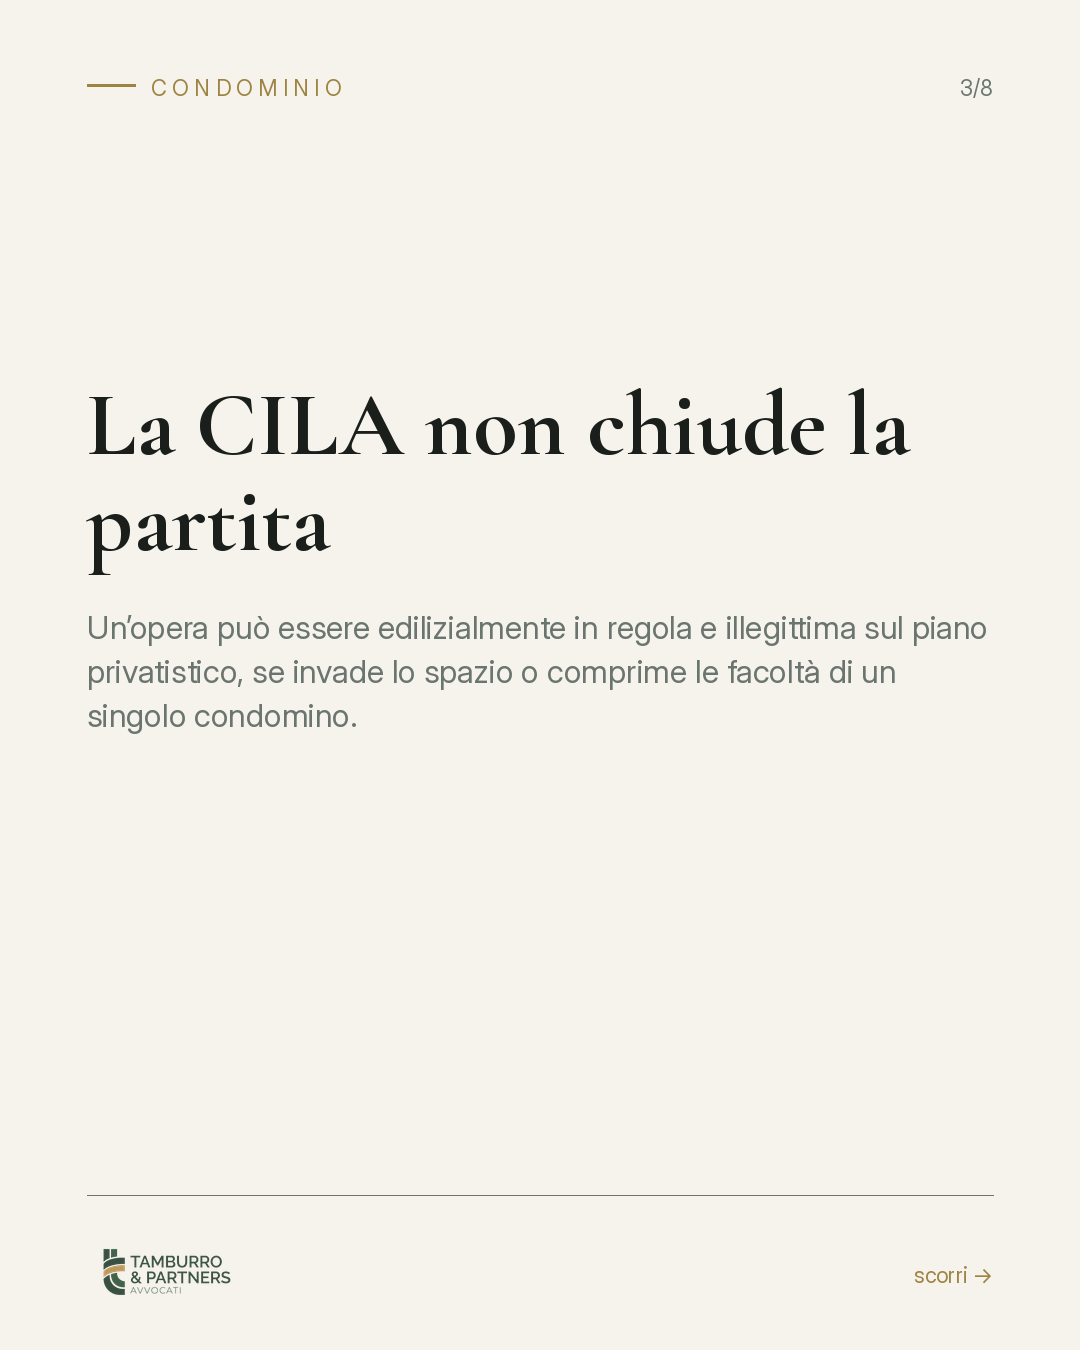 CONDOMINIO
3/8
La CILA non chiude la
partita
Un’opera può essere edilizialmente in regola e illegittima sul piano
privatistico, se invade lo spazio o comprime le facoltà di un
singolo condomino.
TAMBURRO
& PARTNERS
AVVOCATI
scorri →